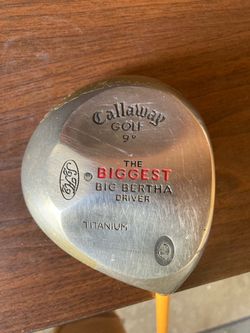 Callaway
GOLF
9°
THE
BIGGEST
BIG BERTHA
DRIVER
TITANIUM